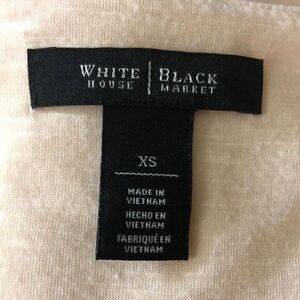 WHITE | BLACK
HOUSE | MARKET
XS
MADE IN
VIETNAM
HECHO EN
VIETNAM
FABRIQUÉ EN
VIETNAM